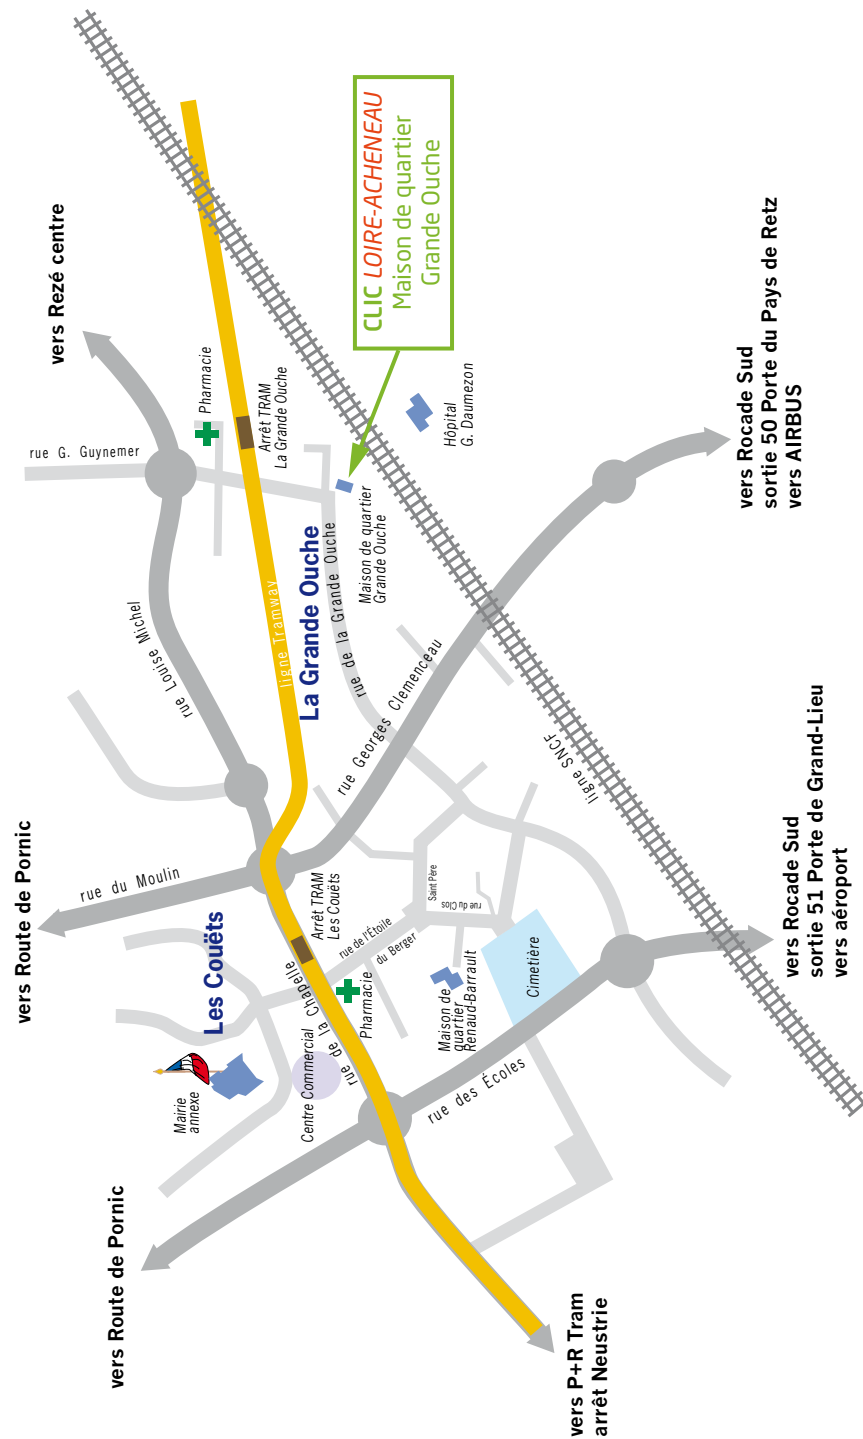 vers Route de Pornic
vers Route de Pornic
vers Rezé centre
rue du Moulin
rue Louise Michel
rue G. Guynemer
Mairie
annexe
Les Couëts
Centre Commercial
rue de la Chapelle
Arrêt TRAM
Les Couëts
Pharmacie
rue de l'Étoile
du Berger
Saint Père
rue du Clos
Maison de
quartier
Renaud-Barrault
Cimetière
rue des Écoles
ligne Tramway
La Grande Ouche
Pharmacie
Arrêt TRAM
La Grande Ouche
rue de la Grande Ouche
Maison de quartier
Grande Ouche
rue Georges Clemenceau
CLIC LOIRE-ACHENEAU
Maison de quartier
Grande Ouche
Hôpital
G. Daumezon
ligne SNCF
vers P+R Tram
arrêt Neustrie
vers Rocade Sud
sortie 51 Porte de Grand-Lieu
vers aéroport
vers Rocade Sud
sortie 50 Porte du Pays de Retz
vers AIRBUS